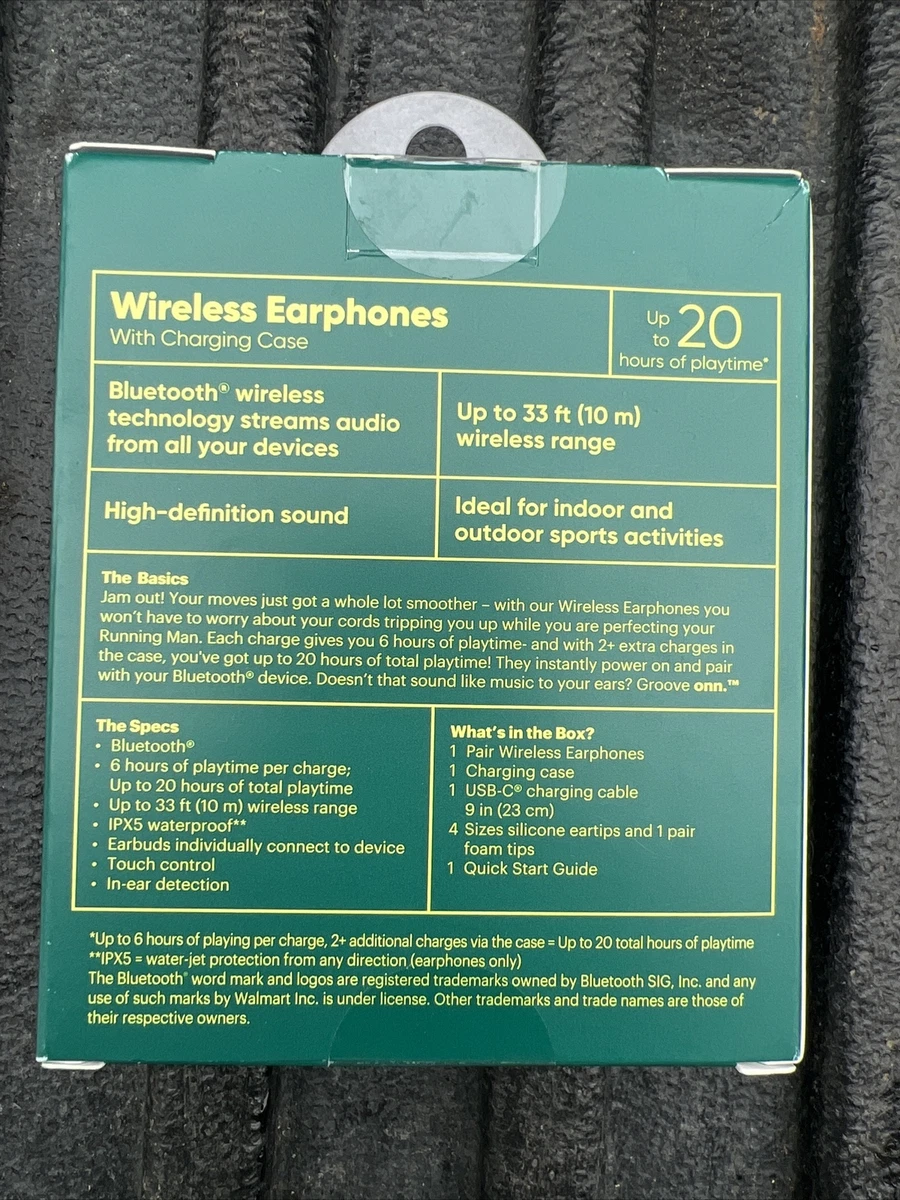 Wireless Earphones
With Charging Case
Up
to 20
hours of playtime*
Bluetooth® wireless
technology streams audio
from all your devices
Up to 33 ft (10 m)
wireless range
High-definition sound
Ideal for indoor and
outdoor sports activities
The Basics
Jam out! Your moves just got a whole lot smoother – with our Wireless Earphones you
won't have to worry about your cords tripping you up while you are perfecting your
Running Man. Each charge gives you 6 hours of playtime- and with 2+ extra charges in
the case, you've got up to 20 hours of total playtime! They instantly power on and pair
with your Bluetooth® device. Doesn't that sound like music to your ears? Groove onn.™
The Specs
• Bluetooth®
• 6 hours of playtime per charge;
Up to 20 hours of total playtime
• Up to 33 ft (10 m) wireless range
• IPX5 waterproof**
• Earbuds individually connect to device
• Touch control
• In-ear detection
What's in the Box?
1 Pair Wireless Earphones
1 Charging case
1 USB-C® charging cable
9 in (23 cm)
4 Sizes silicone eartips and 1 pair
foam tips
1 Quick Start Guide
*Up to 6 hours of playing per charge, 2+ additional charges via the case = Up to 20 total hours of playtime
**IPX5 = water-jet protection from any direction (earphones only)
The Bluetooth® word mark and logos are registered trademarks owned by Bluetooth SIG, Inc. and any
use of such marks by Walmart Inc. is under license. Other trademarks and trade names are those of
their respective owners.